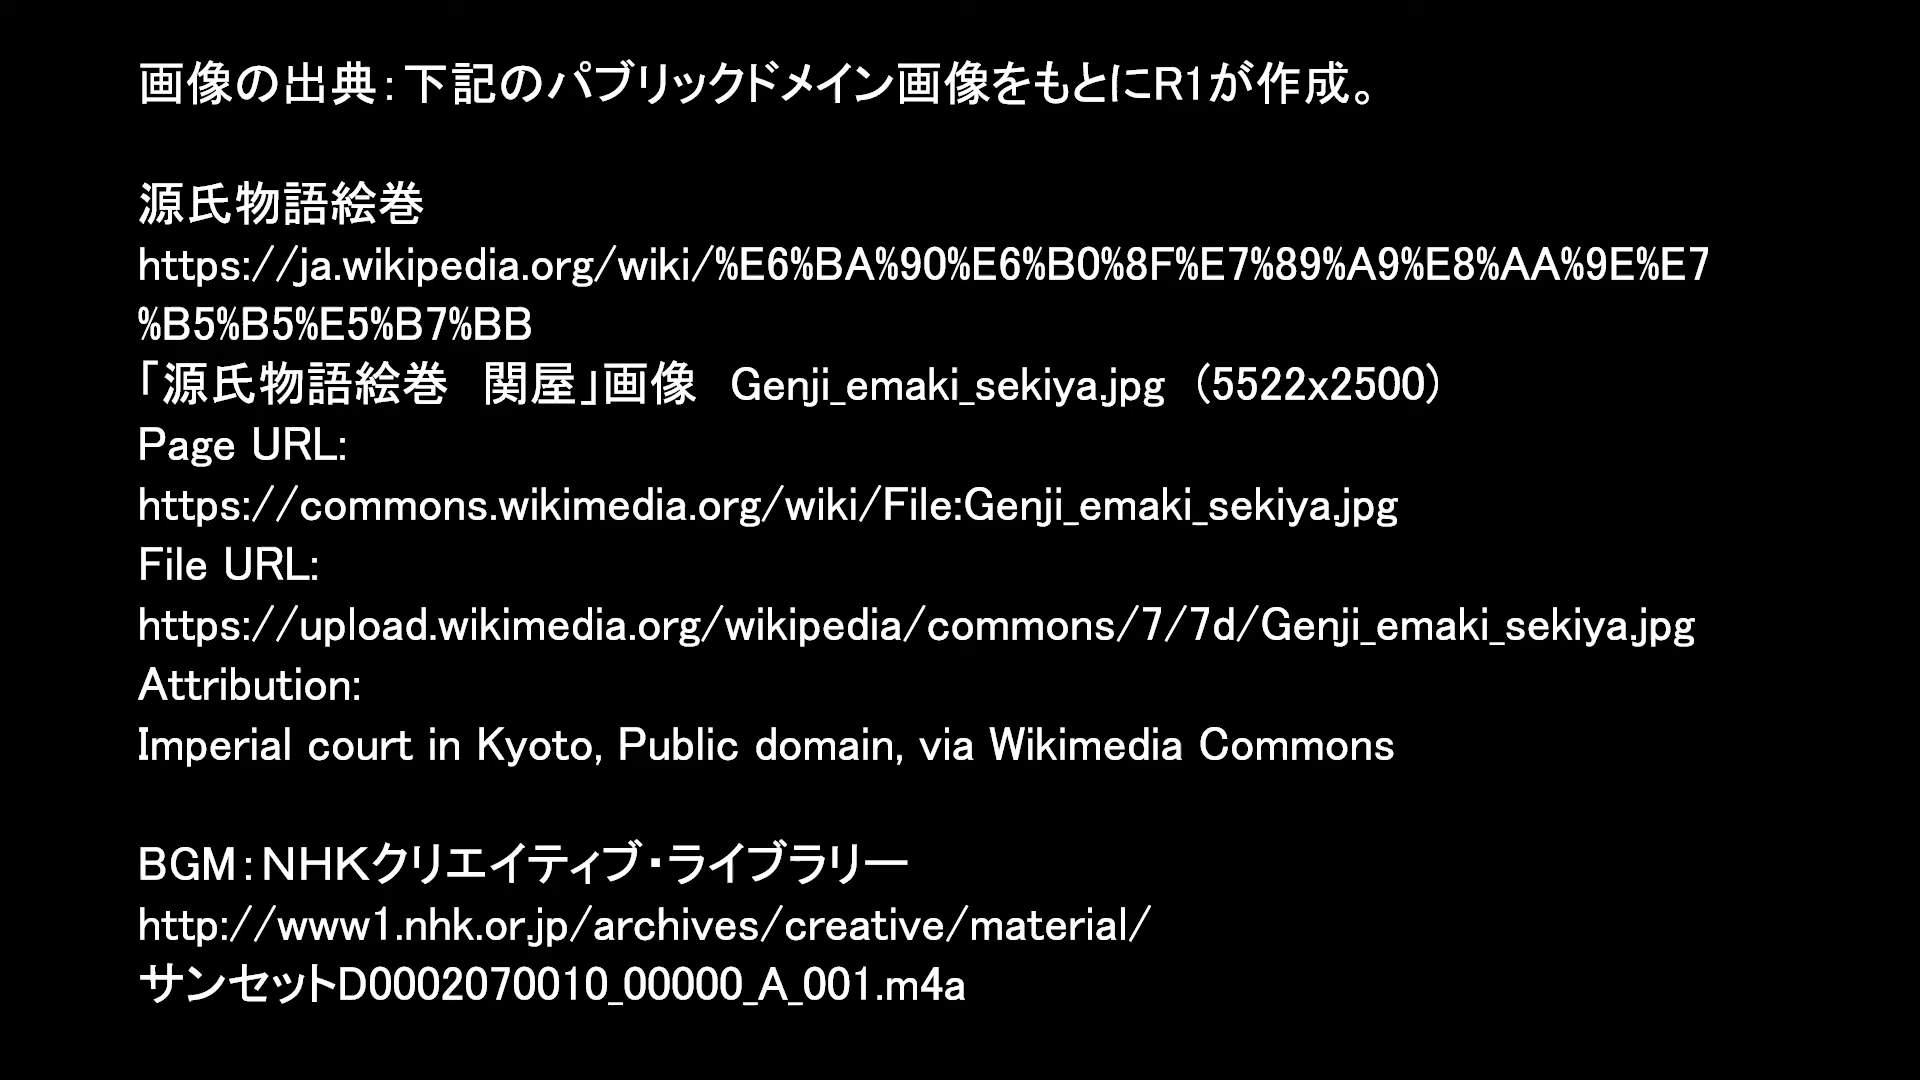 画像の出典：下記のパブリックドメイン画像をもとにR1が作成。
源氏物語絵巻
https://ja.wikipedia.org/wiki/%E6%BA%90%E6%B0%8F%E7%89%A9%E8%AA%9E%E7
%B5%B5%E5%B7%BB
「源氏物語絵巻　関屋」画像　Genji_emaki_sekiya.jpg　(5522x2500)
Page URL:
https://commons.wikimedia.org/wiki/File:Genji_emaki_sekiya.jpg
File URL:
https://upload.wikimedia.org/wikipedia/commons/7/7d/Genji_emaki_sekiya.jpg
Attribution:
Imperial court in Kyoto, Public domain, via Wikimedia Commons
BGM：ＮＨＫクリエイティブ・ライブラリー
http://www1.nhk.or.jp/archives/creative/material/
サンセットD0002070010_00000_A_001.m4a